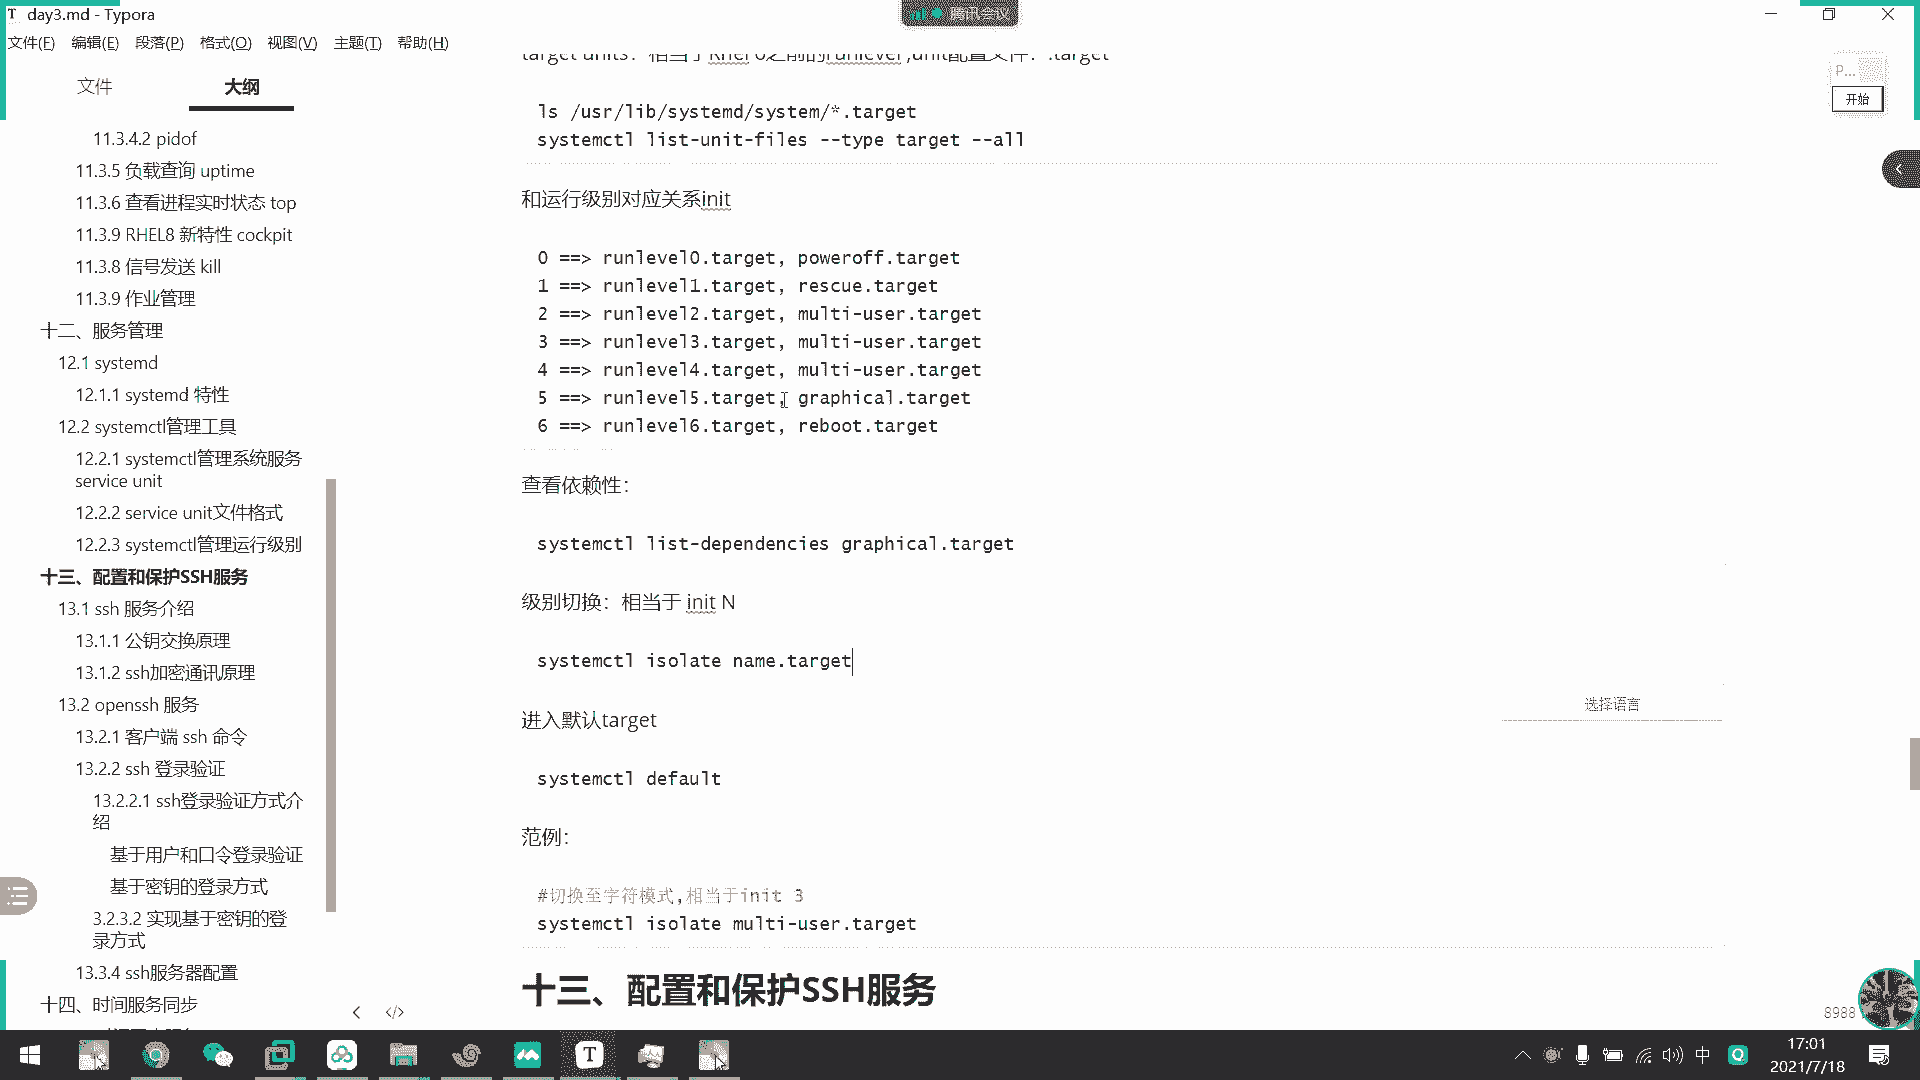 day3.md - Typora
腾讯会议
文件(F) 编辑(E) 段落(P) 格式(O) 视图(V) 主题(T) 帮助(H)
文件 大纲
11.3.4.2 pidof
11.3.5 负载查询 uptime
11.3.6 查看进程实时状态 top
11.3.9 RHEL8 新特性 cockpit
11.3.8 信号发送 kill
11.3.9 作业管理
十二、服务管理
12.1 systemd
12.1.1 systemd 特性
12.2 systemctl管理工具
12.2.1 systemctl管理系统服务
service unit
12.2.2 service unit文件格式
12.2.3 systemctl管理运行级别
十三、配置和保护SSH服务
13.1 ssh 服务介绍
13.1.1 公钥交换原理
13.1.2 ssh加密通讯原理
13.2 openssh 服务
13.2.1 客户端 ssh 命令
13.2.2 ssh 登录验证
13.2.2.1 ssh登录验证方式介
绍
基于用户和口令登录验证
基于密钥的登录方式
3.2.3.2 实现基于密钥的登
录方式
13.3.4 ssh服务器配置
十四、时间服务同步
target units：相当于RHEL6之前的runlevel ,unit配置文件：.target
ls /usr/lib/systemd/system/*.target
systemctl list-unit-files --type target --all
和运行级别对应关系init
0 ==> runlevel0.target, poweroff.target
1 ==> runlevel1.target, rescue.target
2 ==> runlevel2.target, multi-user.target
3 ==> runlevel3.target, multi-user.target
4 ==> runlevel4.target, multi-user.target
5 ==> runlevel5.target, graphical.target
6 ==> runlevel6.target, reboot.target
查看依赖性：
systemctl list-dependencies graphical.target
级别切换：相当于 init N
systemctl isolate name.target
选择语言
进入默认target
systemctl default
范例：
#切换至字符模式,相当于init 3
systemctl isolate multi-user.target
十三、配置和保护SSH服务
P...
开始
8988
中
17:01
2021/7/18